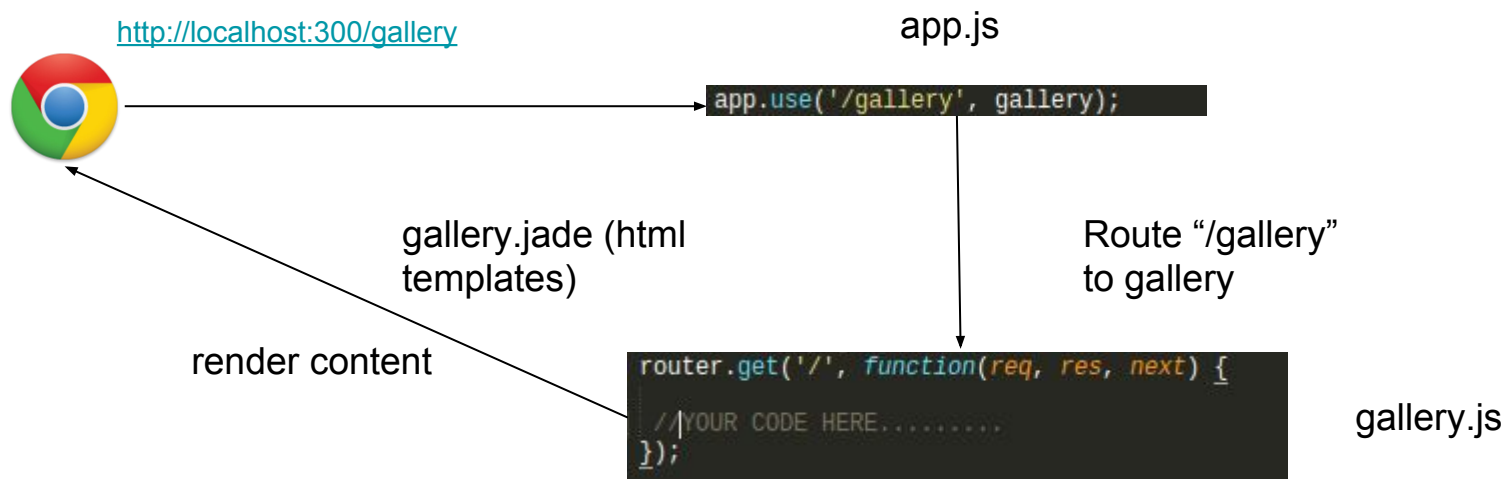 http://localhost:300/gallery
app.js
app.use('/gallery', gallery);
gallery.jade (html
templates)
Route “/gallery”
to gallery
render content
router.get('/', function(req, res, next) {
//YOUR CODE HERE.........
});
gallery.js